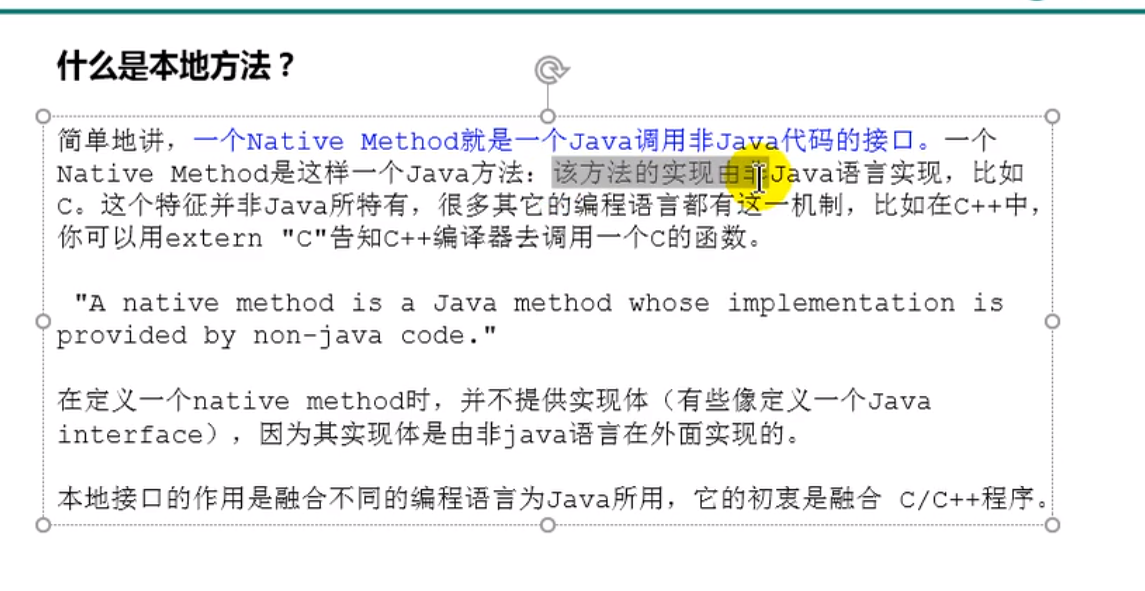 什么是本地方法？
简单地讲，一个Native Method就是一个Java调用非Java代码的接口。一个
Native Method是这样一个Java方法：该方法的实现由非Java语言实现，比如
C。这个特征并非Java所特有，很多其它的编程语言都有这一机制，比如在C++中，
你可以用extern "C"告知C++编译器去调用一个C的函数。
"A native method is a Java method whose implementation is
provided by non-java code."
在定义一个native method时，并不提供实现体（有些像定义一个Java
interface），因为其实现体是由非java语言在外面实现的。
本地接口的作用是融合不同的编程语言为Java所用，它的初衷是融合 C/C++程序。